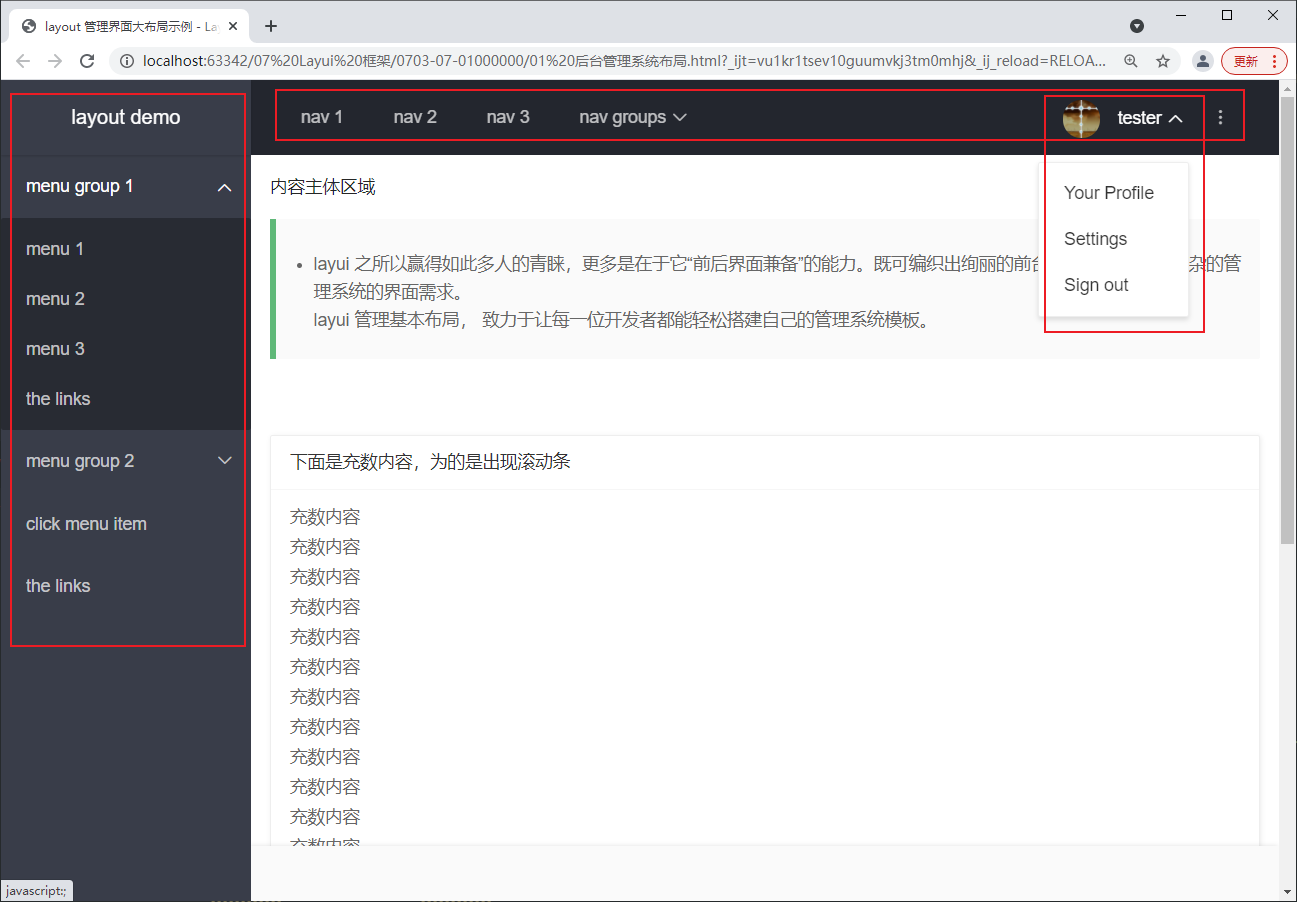 layout 管理界面大布局示例 - La
localhost:63342/07%20Layui%20框架/0703-07-01000000/01%20后台管理系统布局.html?_ijt=vu1kr1tsev10guumvkj3tm0mhj&_ij_reload=RELOA...
更新
layout demo
nav 1
nav 2
nav 3
nav groups
tester
menu group 1
menu 1
menu 2
menu 3
the links
menu group 2
click menu item
the links
Your Profile
Settings
Sign out
内容主体区域
layui 之所以赢得如此多人的青睐，更多是在于它“前后界面兼备”的能力。既可编织出绚丽的前台 杂的管
理系统的界面需求。
layui 管理基本布局， 致力于让每一位开发者都能轻松搭建自己的管理系统模板。
下面是充数内容，为的是出现滚动条
充数内容
充数内容
充数内容
充数内容
充数内容
充数内容
充数内容
充数内容
充数内容
充数内容
充数内容
充数内容
javascript:;